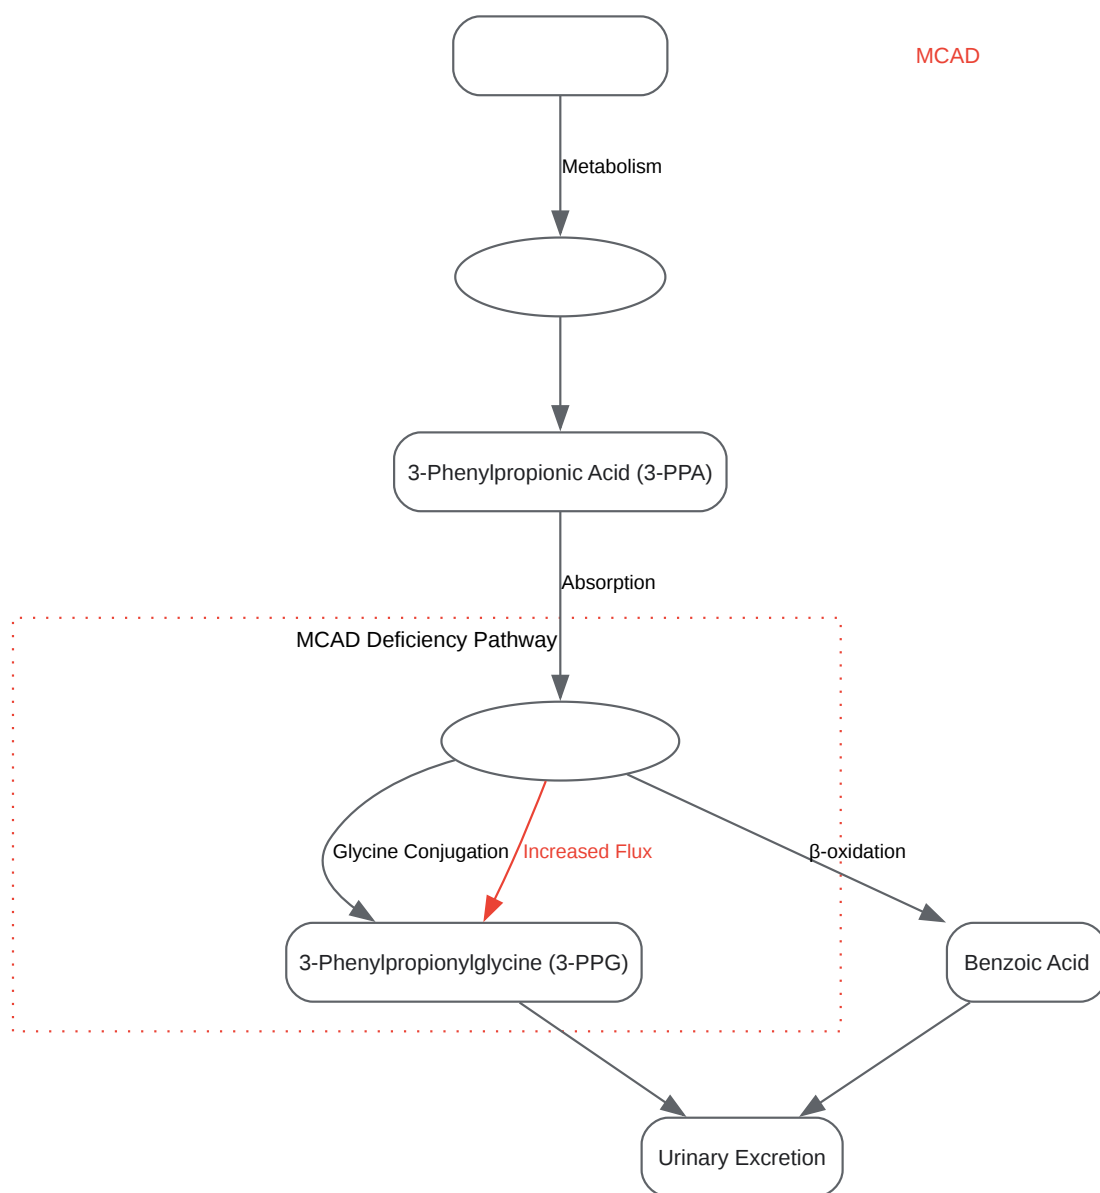 MCAD
Metabolism
3-Phenylpropionic Acid (3-PPA)
Absorption
MCAD Deficiency Pathway
Glycine Conjugation
Increased Flux
β-oxidation
3-Phenylpropionylglycine (3-PPG)
Benzoic Acid
Urinary Excretion